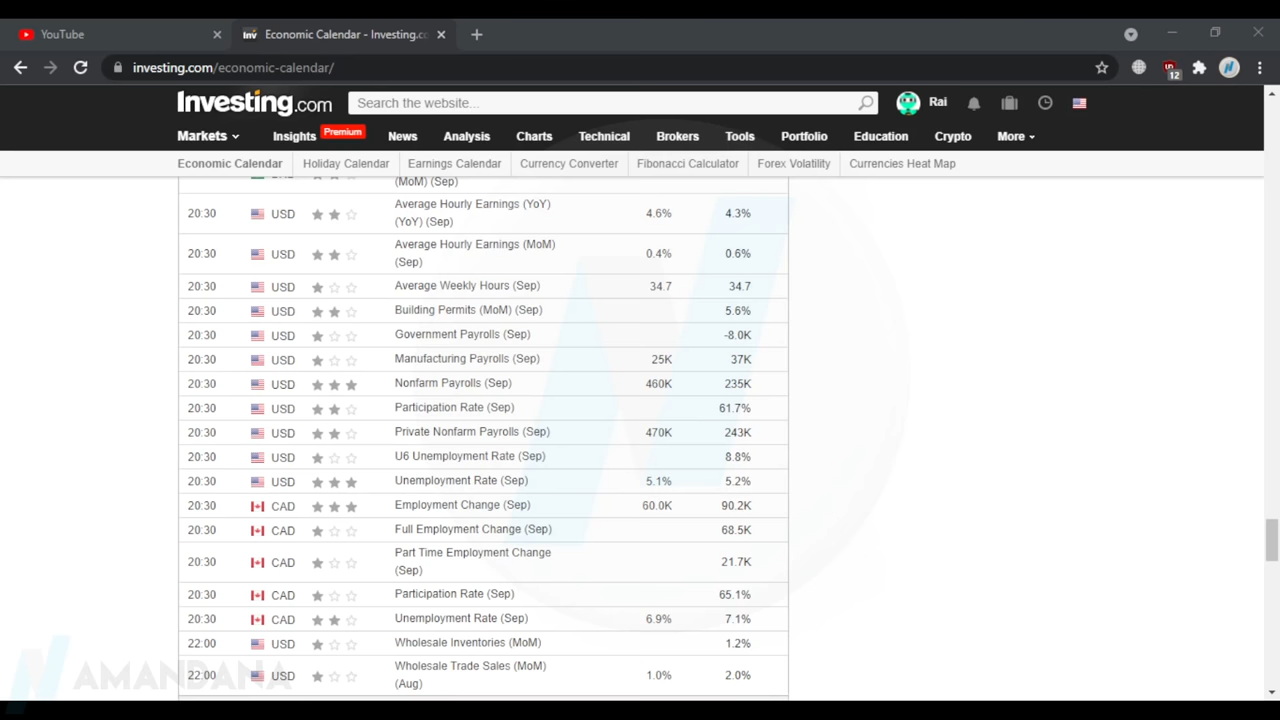 YouTube
Economic Calendar - Investing.co
investing.com/economic-calendar/
12
Investing.com
Search the website...
Rai
Markets
Insights
Premium
News
Analysis
Charts
Technical
Brokers
Tools
Portfolio
Education
Crypto
More
Economic Calendar
Holiday Calendar
Earnings Calendar
Currency Converter
Fibonacci Calculator
Forex Volatility
Currencies Heat Map
(MoM) (Sep)
20:30 USD Average Hourly Earnings (YoY) 4.6% 4.3%
(YoY) (Sep)
20:30 USD Average Hourly Earnings (MoM) 0.4% 0.6%
(Sep)
20:30 USD Average Weekly Hours (Sep) 34.7 34.7
20:30 USD Building Permits (MoM) (Sep) 5.6%
20:30 USD Government Payrolls (Sep) -8.0K
20:30 USD Manufacturing Payrolls (Sep) 25K 37K
20:30 USD Nonfarm Payrolls (Sep) 460K 235K
20:30 USD Participation Rate (Sep) 61.7%
20:30 USD Private Nonfarm Payrolls (Sep) 470K 243K
20:30 USD U6 Unemployment Rate (Sep) 8.8%
20:30 USD Unemployment Rate (Sep) 5.1% 5.2%
20:30 CAD Employment Change (Sep) 60.0K 90.2K
20:30 CAD Full Employment Change (Sep) 68.5K
20:30 CAD Part Time Employment Change 21.7K
(Sep)
20:30 CAD Participation Rate (Sep) 65.1%
20:30 CAD Unemployment Rate (Sep) 6.9% 7.1%
22:00 USD Wholesale Inventories (MoM) 1.2%
22:00 USD Wholesale Trade Sales (MoM) 1.0% 2.0%
(Aug)
AMANDANA